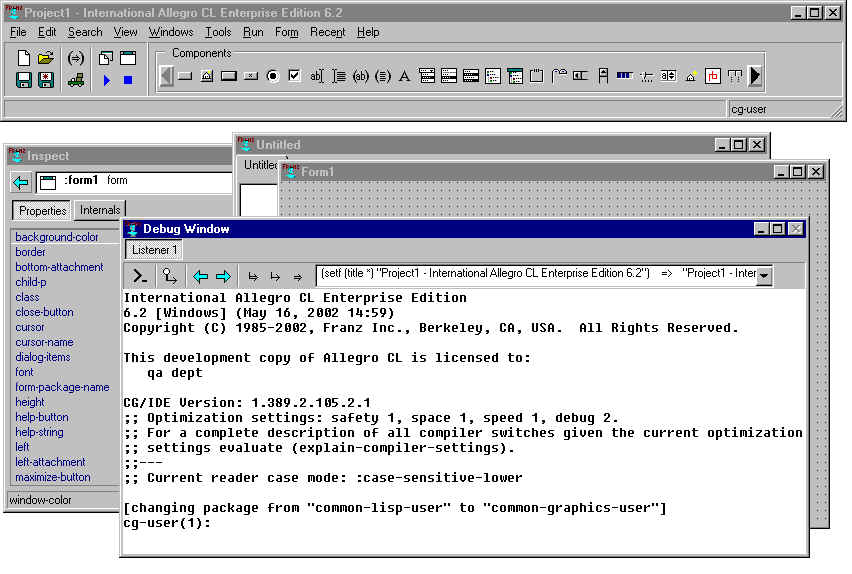 Project1 - International Allegro CL Enterprise Edition 6.2
File Edit Search View Windows Tools Run Form Recent Help
Components
cg-user
Untitled
Untitled
Inspect
Form1
:form1 form
Properties Internals
background-color
border
bottom-attachment
child-p
class
close-button
cursor
cursor-name
dialog-items
font
form-package-name
height
help-button
help-string
left
left-attachment
maximize-button
window-color
Debug Window
Listener 1
(setf (title *) "Project1 - International Allegro CL Enterprise Edition 6.2") => "Project1 - Inter
International Allegro CL Enterprise Edition
6.2 [Windows] (May 16, 2002 14:59)
Copyright (C) 1985-2002, Franz Inc., Berkeley, CA, USA. All Rights Reserved.
This development copy of Allegro CL is licensed to:
qa dept
CG/IDE Version: 1.389.2.105.2.1
;; Optimization settings: safety 1, space 1, speed 1, debug 2.
;; For a complete description of all compiler switches given the current optimization
;; settings evaluate (explain-compiler-settings).
;;---
;; Current reader case mode: :case-sensitive-lower
[changing package from "common-lisp-user" to "common-graphics-user"]
cg-user(1):